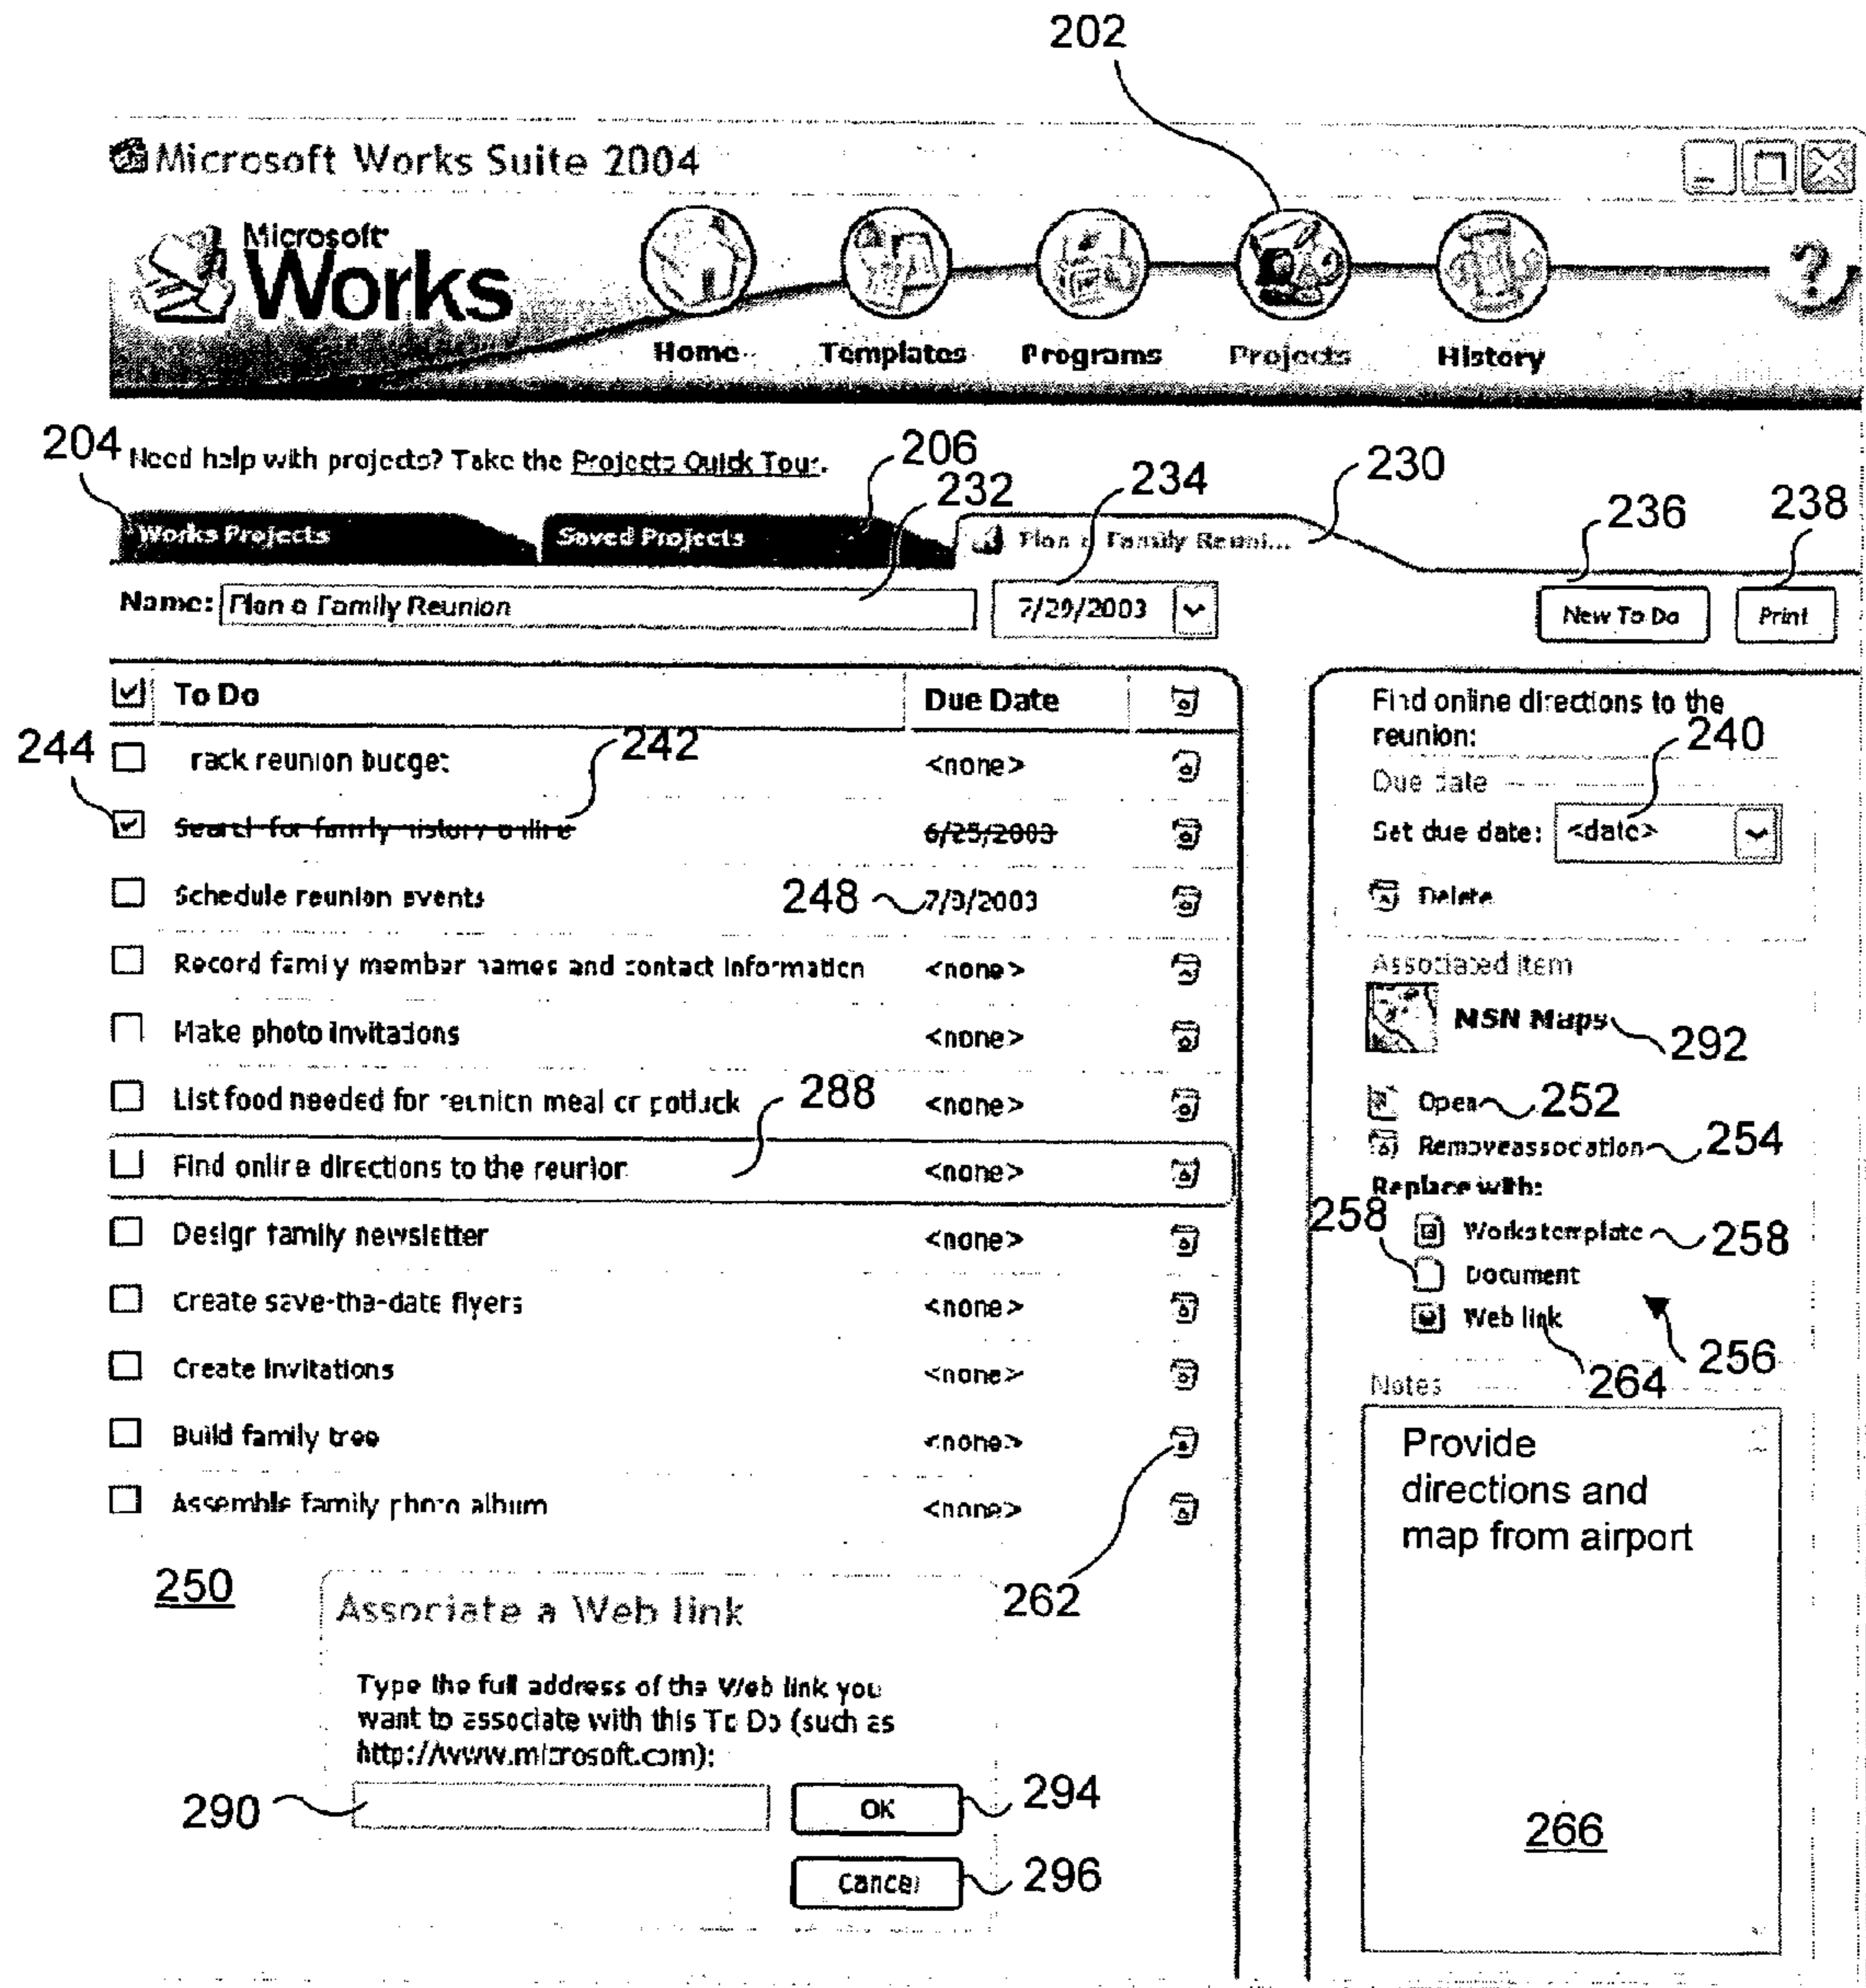 202
Microsoft Works Suite 2004
Microsoft
Works
?
Home Templates Programs Projects History
204 Need help with projects? Take the Projects Quick Tour. 206 232 234 230 236 238
Works Projects Saved Projects Plan a Family Reuni...
Name: Plan a Family Reunion 7/29/2003 New To Do Print
To Do Due Date
244 rack reunion budget 242 <none>
Search for family history online 6/25/2003
Schedule reunion events 248
Record family member names and contact information <none>
Make photo invitations <none>
List food needed for reunion meal or potluck 288 <none>
Find online directions to the reunion <none>
Design family newsletter <none>
Create save-the-date flyers <none>
Create Invitations <none>
Build family tree <none>
Assemble family photo album <none>
262
250
Associate a Web link
Type the full address of the Web link you
want to associate with this To Do (such as
http://www.microsoft.com):
290 OK 294
Cancel 296
Find online directions to the
reunion: 240
Due date
Set due date: <date>
Delete
Associated item
MSN Maps 292
Open 252
Remove association 254
Replace with:
258 Works template 258
Document
Web link 256
264
Notes
Provide
directions and
map from airport
266